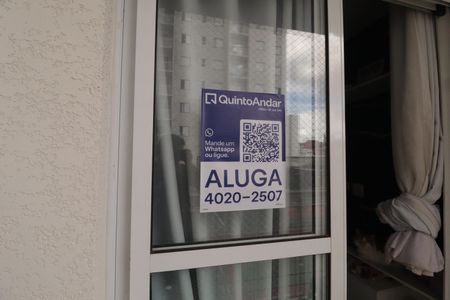 QuintoAndar
Mande um
Whatsapp
ou ligue.
ALUGA
4020-2507